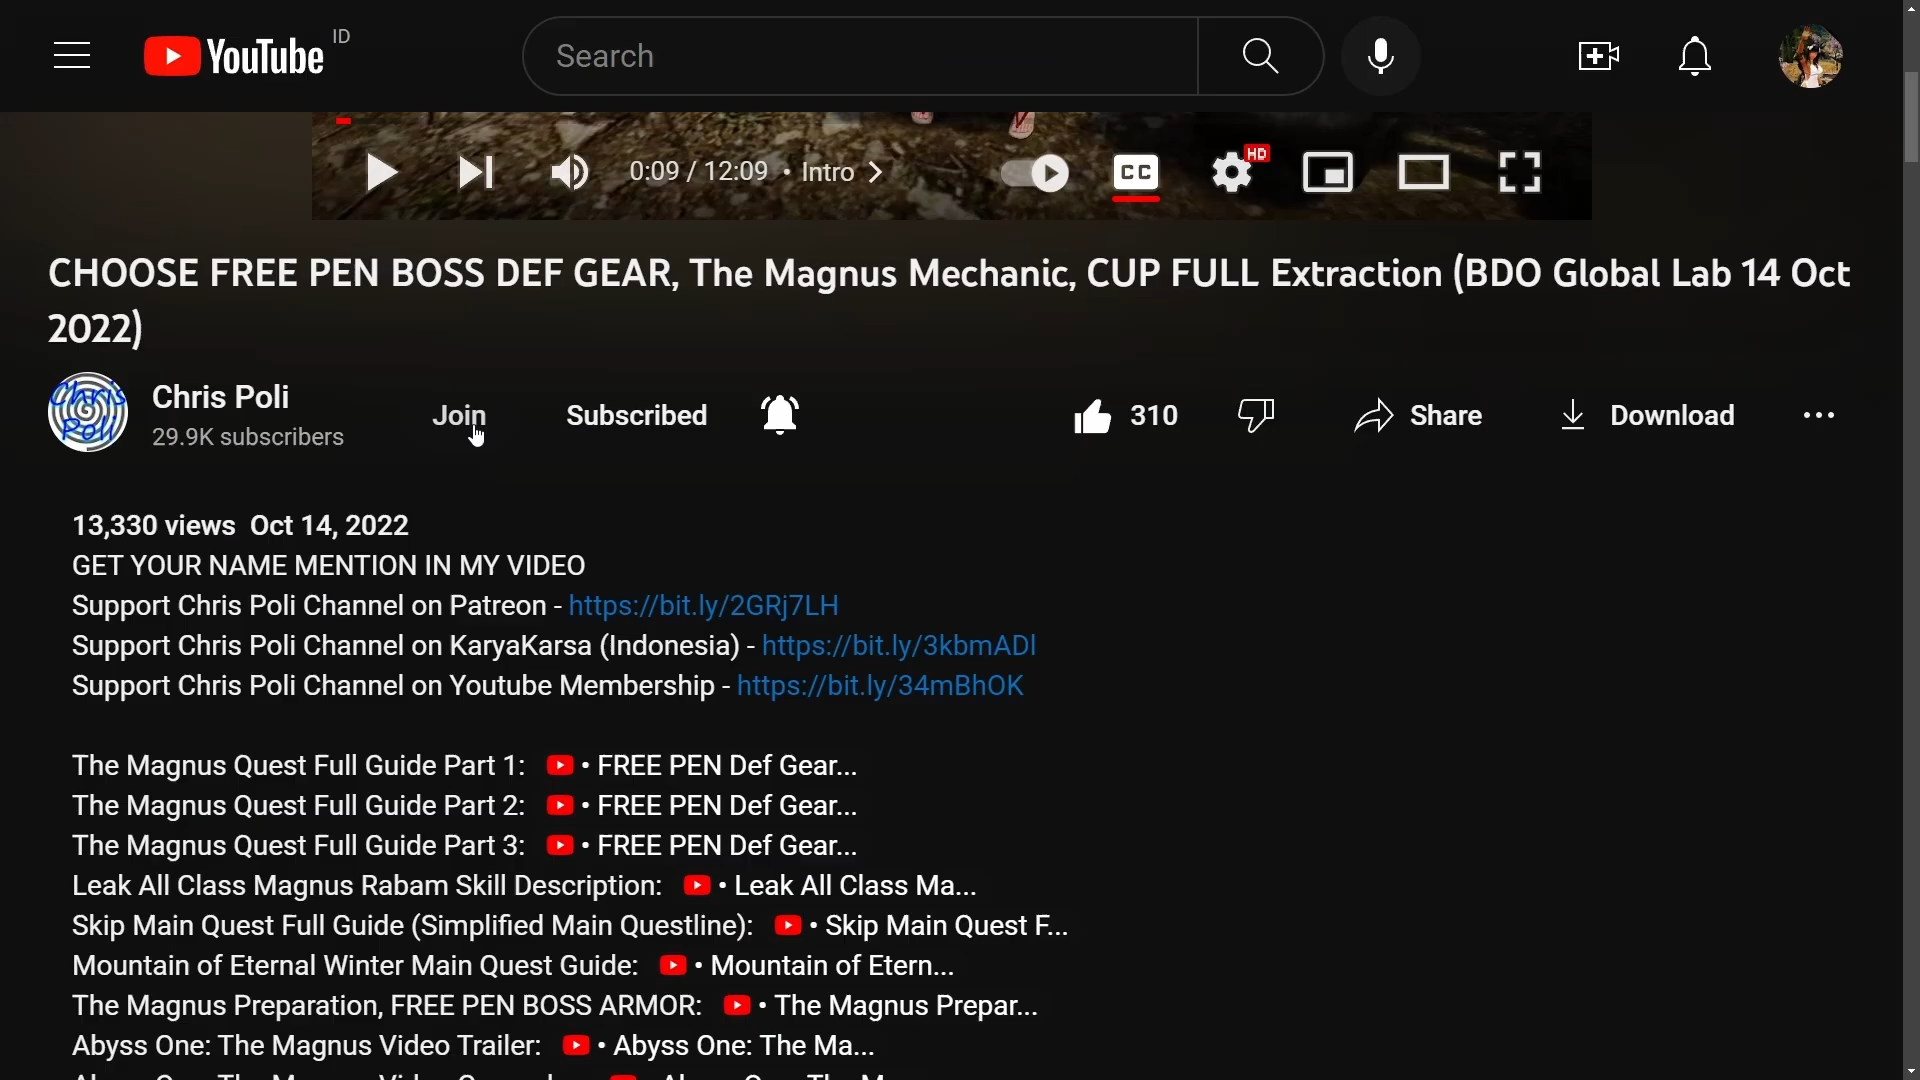 YouTube ID
Search
0:09 / 12:09 • Intro
CC
HD
CHOOSE FREE PEN BOSS DEF GEAR, The Magnus Mechanic, CUP FULL Extraction (BDO Global Lab 14 Oct
2022)
Chris Poli
Chris Poli
29.9K subscribers
Join
Subscribed
310
Share
Download
13,330 views Oct 14, 2022
GET YOUR NAME MENTION IN MY VIDEO
Support Chris Poli Channel on Patreon - https://bit.ly/2GRj7LH
Support Chris Poli Channel on KaryaKarsa (Indonesia) - https://bit.ly/3kbmADl
Support Chris Poli Channel on Youtube Membership - https://bit.ly/34mBhOK
The Magnus Quest Full Guide Part 1: • FREE PEN Def Gear...
The Magnus Quest Full Guide Part 2: • FREE PEN Def Gear...
The Magnus Quest Full Guide Part 3: • FREE PEN Def Gear...
Leak All Class Magnus Rabam Skill Description: • Leak All Class Ma...
Skip Main Quest Full Guide (Simplified Main Questline): • Skip Main Quest F...
Mountain of Eternal Winter Main Quest Guide: • Mountain of Etern...
The Magnus Preparation, FREE PEN BOSS ARMOR: • The Magnus Prepar...
Abyss One: The Magnus Video Trailer: • Abyss One: The Ma...